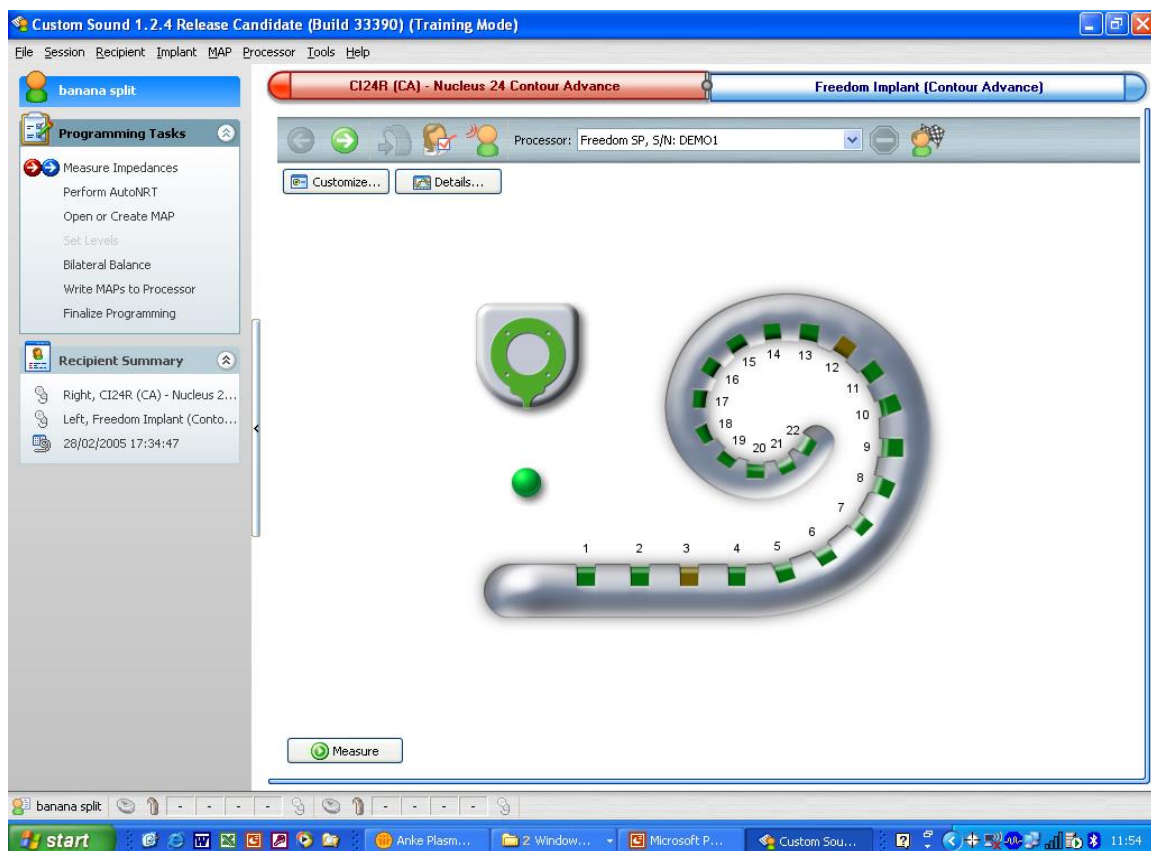 Custom Sound 1.2.4 Release Candidate (Build 33390) (Training Mode)
File Session Recipient Implant MAP Processor Tools Help
banana split
CI24R (CA) - Nucleus 24 Contour Advance
Freedom Implant (Contour Advance)
Programming Tasks
Processor: Freedom SP, S/N: DEMO1
Measure Impedances
Customize... Details...
Perform AutoNRT
Open or Create MAP
Set Levels
Bilateral Balance
Write MAPs to Processor
Finalize Programming
Recipient Summary
Right, CI24R (CA) - Nucleus 2...
Left, Freedom Implant (Conto...
28/02/2005 17:34:47
1 2 3 4 5 6 7 8 9 10 11 12 13 14 15 16 17 18 19 20 21 22
Measure
banana split - - - - - - - -
start Anke Plasm... 2 Window... Microsoft P... Custom Sou... 11:54